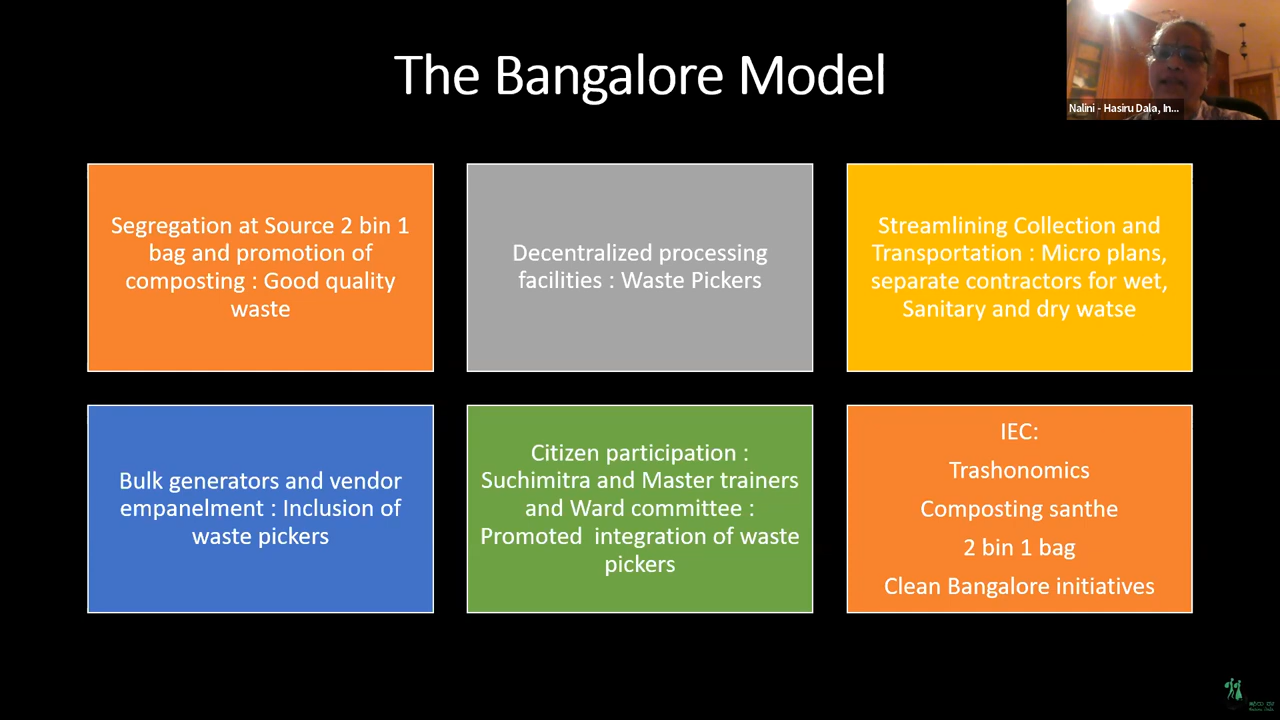 The Bangalore Model
Nalini - Hasiru Dala, In...
Segregation at Source 2 bin 1
bag and promotion of
composting : Good quality
waste
Decentralized processing
facilities : Waste Pickers
Streamlining Collection and
Transportation : Micro plans,
separate contractors for wet,
Sanitary and dry watse
Bulk generators and vendor
empanelment : Inclusion of
waste pickers
Citizen participation :
Suchimitra and Master trainers
and Ward committee :
Promoted integration of waste
pickers
IEC:
Trashonomics
Composting santhe
2 bin 1 bag
Clean Bangalore initiatives
Hasiru Dala